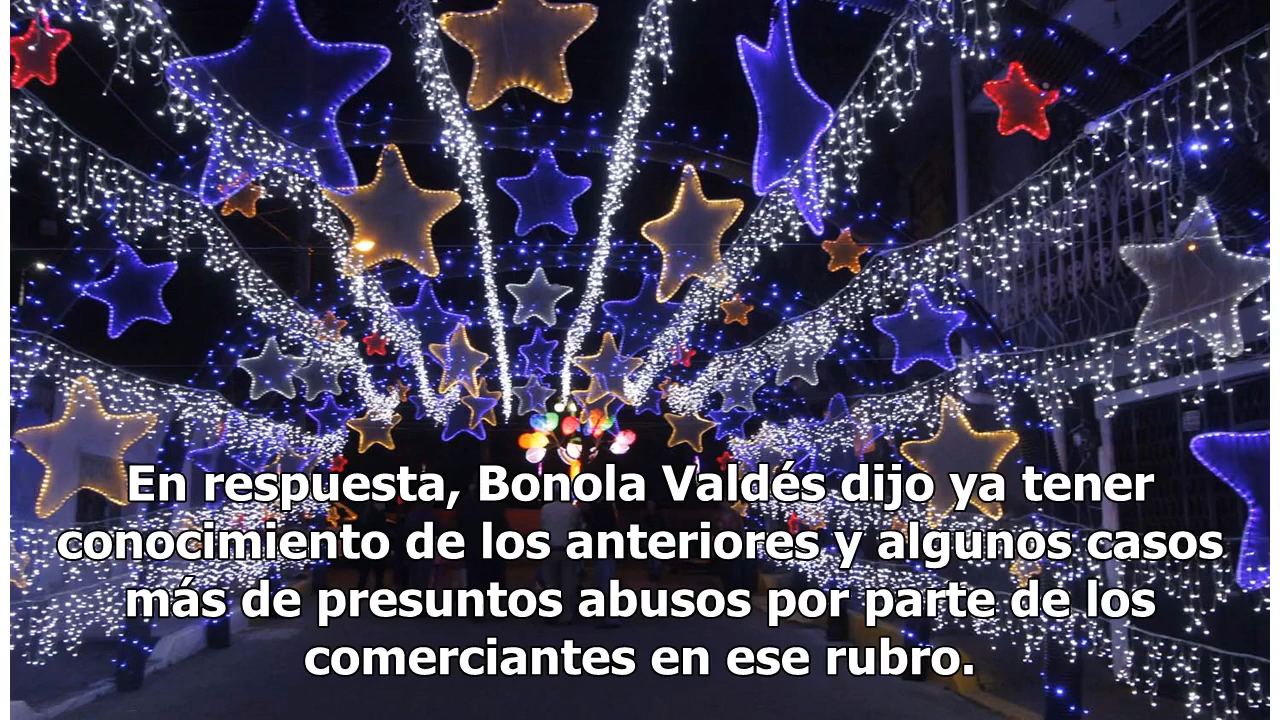 En respuesta, Bonola Valdés dijo ya tener
conocimiento de los anteriores y algunos casos
más de presuntos abusos por parte de los
comerciantes en ese rubro.